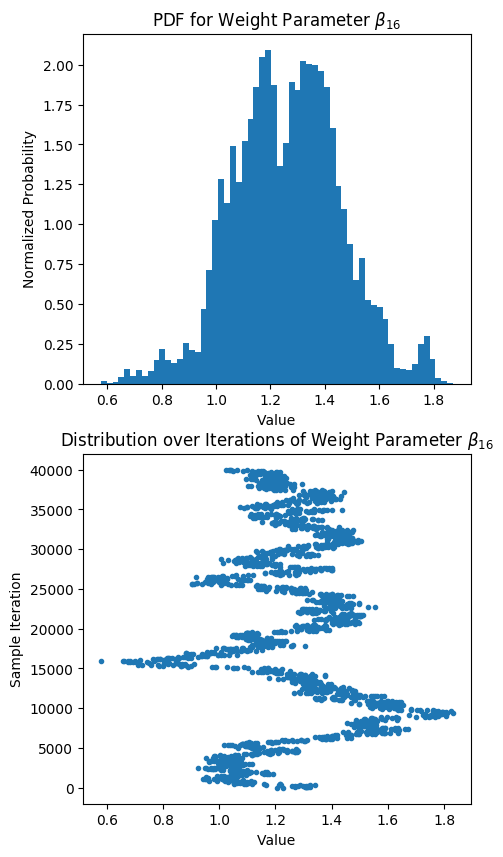 PDF for Weight Parameter β₁₆
Normalized Probability
2.00
1.75
1.50
1.25
1.00
0.75
0.50
0.25
0.00
0.6 0.8 1.0 1.2 1.4 1.6 1.8
Value
Distribution over Iterations of Weight Parameter β₁₆
Sample Iteration
40000
35000
30000
25000
20000
15000
10000
5000
0
0.6 0.8 1.0 1.2 1.4 1.6 1.8
Value